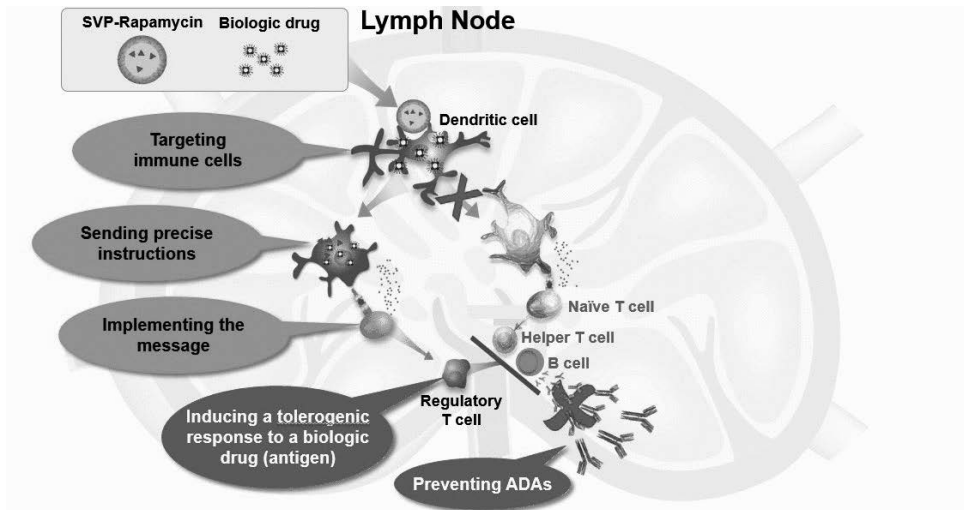 Lymph Node
SVP-Rapamycin
Biologic drug
Dendritic cell
Targeting
immune cells
Sending precise
instructions
Implementing the
message
Naïve T cell
Helper T cell
B cell
Regulatory
T cell
Inducing a tolerogenic
response to a biologic
drug (antigen)
Preventing ADAs